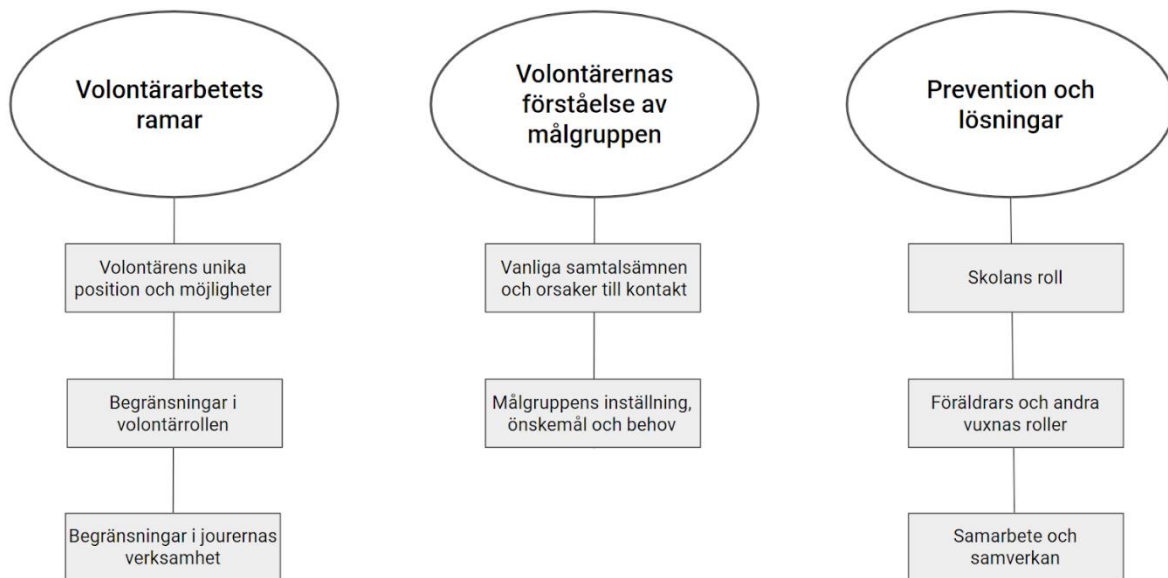 Volontärarbetets
ramar
Volontärens unika
position och möjligheter
Begränsningar i
volontärrollen
Begränsningar i jourernas
verksamhet
Volontärernas
förståelse av
målgruppen
Vanliga samtalsämnen
och orsaker till kontakt
Målgruppens inställning,
önskemål och behov
Prevention och
lösningar
Skolans roll
Föräldrars och andra
vuxnas roller
Samarbete och
samverkan